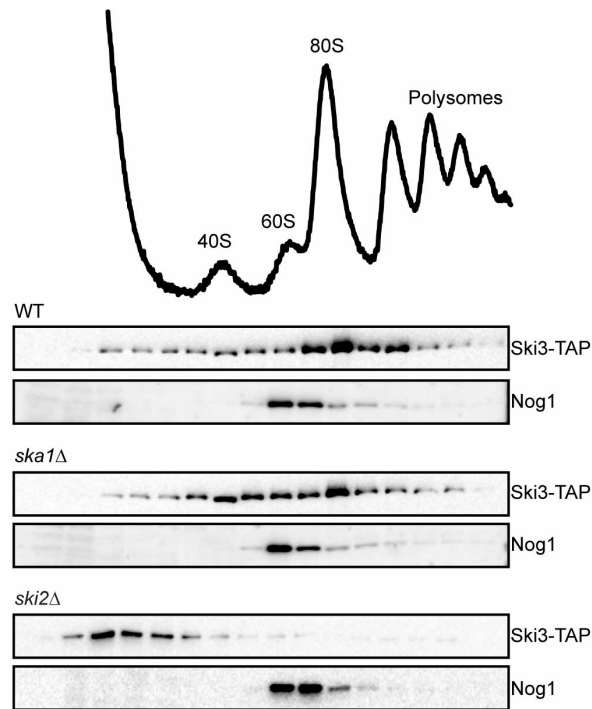 80S
Polysomes
60S
40S
WT
Ski3-TAP
Nog1
ska1Δ
Ski3-TAP
Nog1
ski2Δ
Ski3-TAP
Nog1